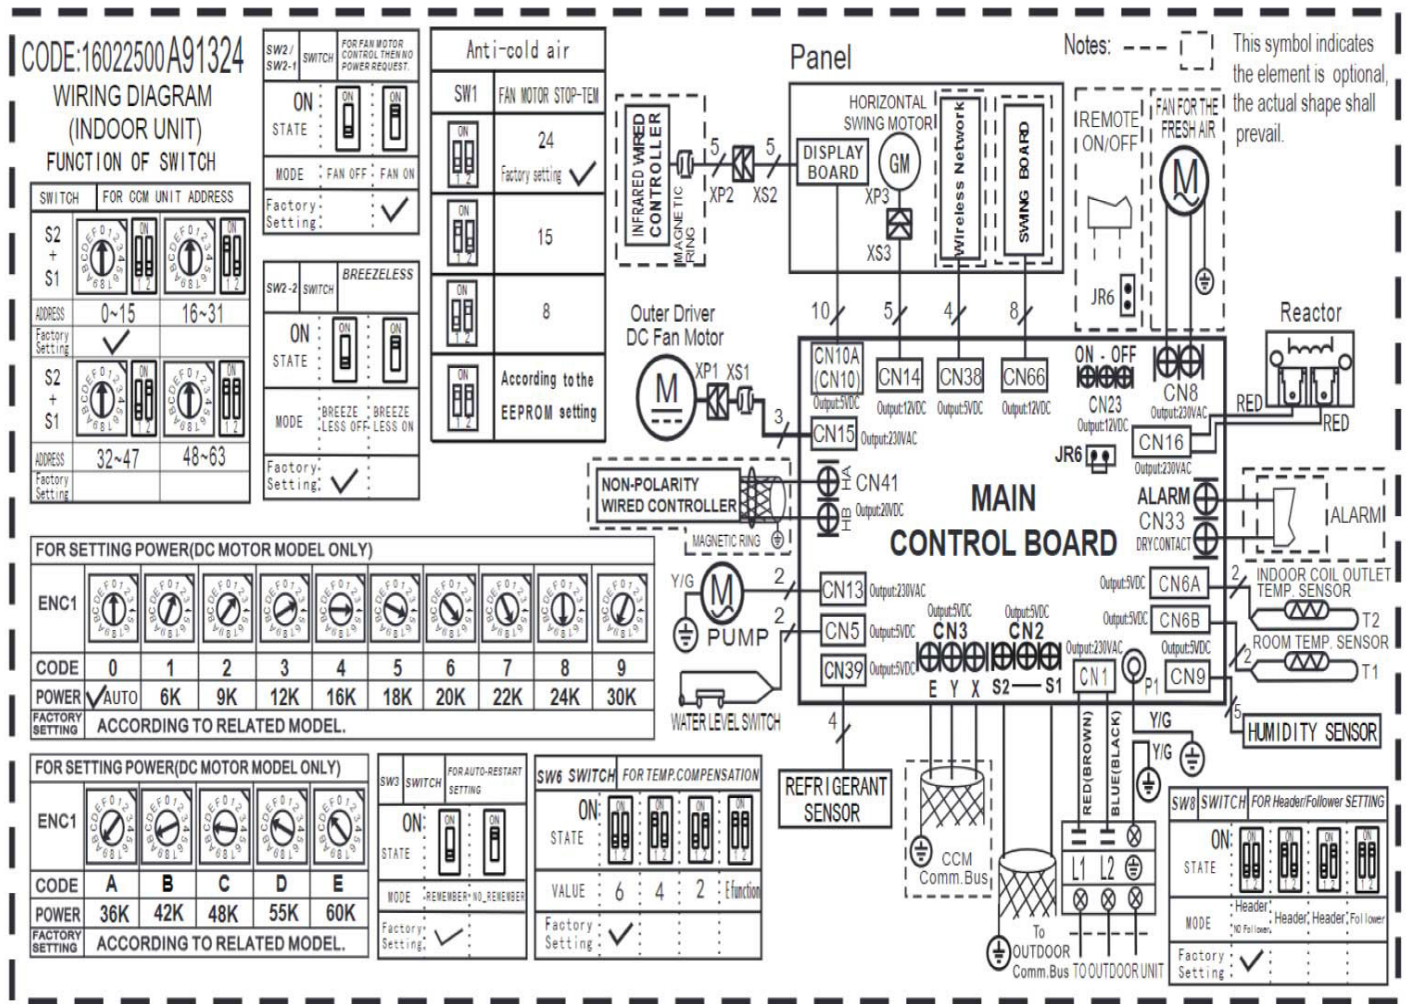 CODE:16022500A91324
WIRING DIAGRAM
(INDOOR UNIT)
FUNCTION OF SWITCH
SWITCH FOR CCM UNIT ADDRESS
S2
+
S1
ADDRESS 0~15 16~31
Factory
Setting
S2
+
S1
ADDRESS 32~47 48~63
Factory
Setting
SW2/
SW2-1 SWITCH
FOR FAN MOTOR
CONTROL THEN NO
POWER REQUEST.
ON
STATE
MODE FAN OFF FAN ON
Factory
Setting
SW2-2 SWITCH BREEZELESS
ON
STATE
MODE
BREEZE BREEZE
LESS OFF LESS ON
Factory
Setting:
Anti-cold air
SW1 FAN MOTOR STOP-TEM
24
Factory setting
15
8
According to the
EEPROM setting
Panel
INFRARED WIRED
CONTROLLER
MAGNETIC
RING
5 5
XP2 XS2
DISPLAY
BOARD
HORIZONTAL
SWING MOTOR
GM
XP3
XS3
Wireless Network
SWING BOARD
10 5 4 8
Notes:
This symbol indicates
the element is optional,
the actual shape shall
prevail.
REMOTE
ON/OFF
JR6
FAN FOR THE
FRESH AIR
M
Reactor
RED
RED
Outer Driver
DC Fan Motor
M
XP1 XS1
3
CN10A
(CN10)
Output:5VDC
CN14
Output:12VDC
CN38
Output:5VDC
CN66
Output:12VDC
ON - OFF
CN23
Output:12VDC
CN8
Output:230VAC
CN15 Output:230VAC
CN16
Output:230VAC
JR6
NON-POLARITY
WIRED CONTROLLER
MAGNETIC RING
HA
HB
CN41
Output:20VDC
MAIN
CONTROL BOARD
ALARM
CN33
DRY CONTACT
ALARM
Y/G
M
PUMP
2
CN13 Output:230VAC
2
CN5 Output:5VDC
CN39 Output:5VDC
WATER LEVEL SWITCH
4
REFRIGERANT
SENSOR
Output:5VDC
CN3
E Y X
Output:5VDC
CN2
S2 S1
Output:230VAC
CN1
P1
Output:5VDC CN6A
2
INDOOR COIL OUTLET
TEMP. SENSOR
T2
Output:5VDC CN6B
2
ROOM TEMP. SENSOR
T1
Output:5VDC
CN9
5
HUMIDITY SENSOR
Y/G
Y/G
RED(BROWN)
BLUE(BLACK)
L1 L2
CCM
Comm.Bus
To
OUTDOOR
Comm.Bus
TO OUTDOOR UNIT
FOR SETTING POWER(DC MOTOR MODEL ONLY)
ENC1
CODE 0 1 2 3 4 5 6 7 8 9
POWER AUTO 6K 9K 12K 16K 18K 20K 22K 24K 30K
FACTORY
SETTING
ACCORDING TO RELATED MODEL.
FOR SETTING POWER(DC MOTOR MODEL ONLY)
ENC1
CODE A B C D E
POWER 36K 42K 48K 55K 60K
FACTORY
SETTING
ACCORDING TO RELATED MODEL.
SW3 SWITCH
FOR AUTO-RESTART
SETTING
ON
STATE
MODE REMEMBER NO_REMEMBER
Factory
Setting
SW6 SWITCH FOR TEMP.COMPENSATION
ON
STATE
VALUE 6 4 2 E function
Factory
Setting
SW8 SWITCH FOR Header/Follower SETTING
ON
STATE
MODE
Header
NO Follower
Header Header Follower
Factory
Setting